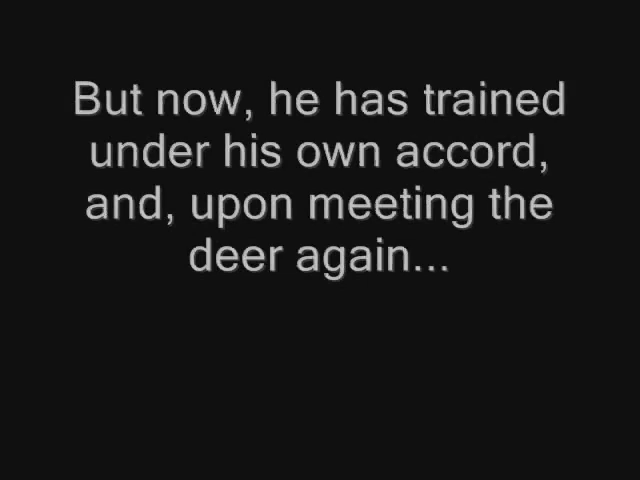 But now, he has trained
under his own accord,
and, upon meeting the
deer again...